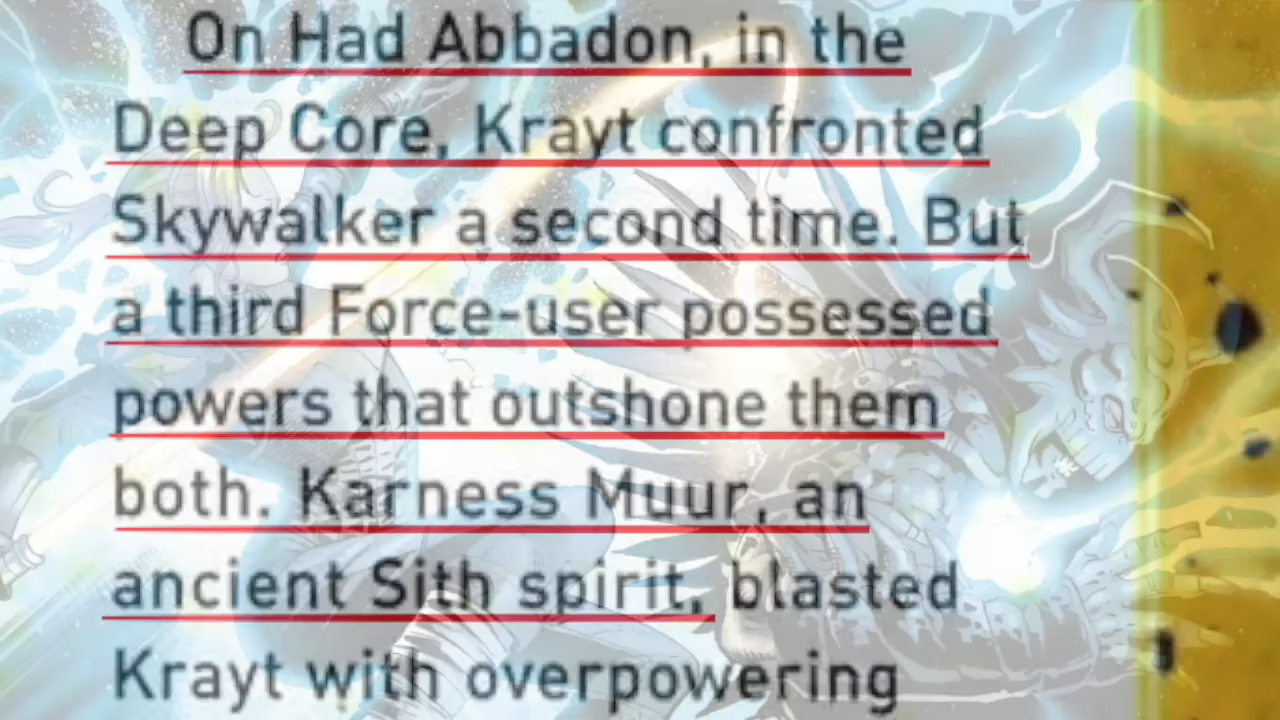 On Had Abbadon, in the
Deep Core, Krayt confronted
Skywalker a second time. But
a third Force-user possessed
powers that outshone them
both. Karness Muur, an
ancient Sith spirit, blasted
Krayt with overpowering